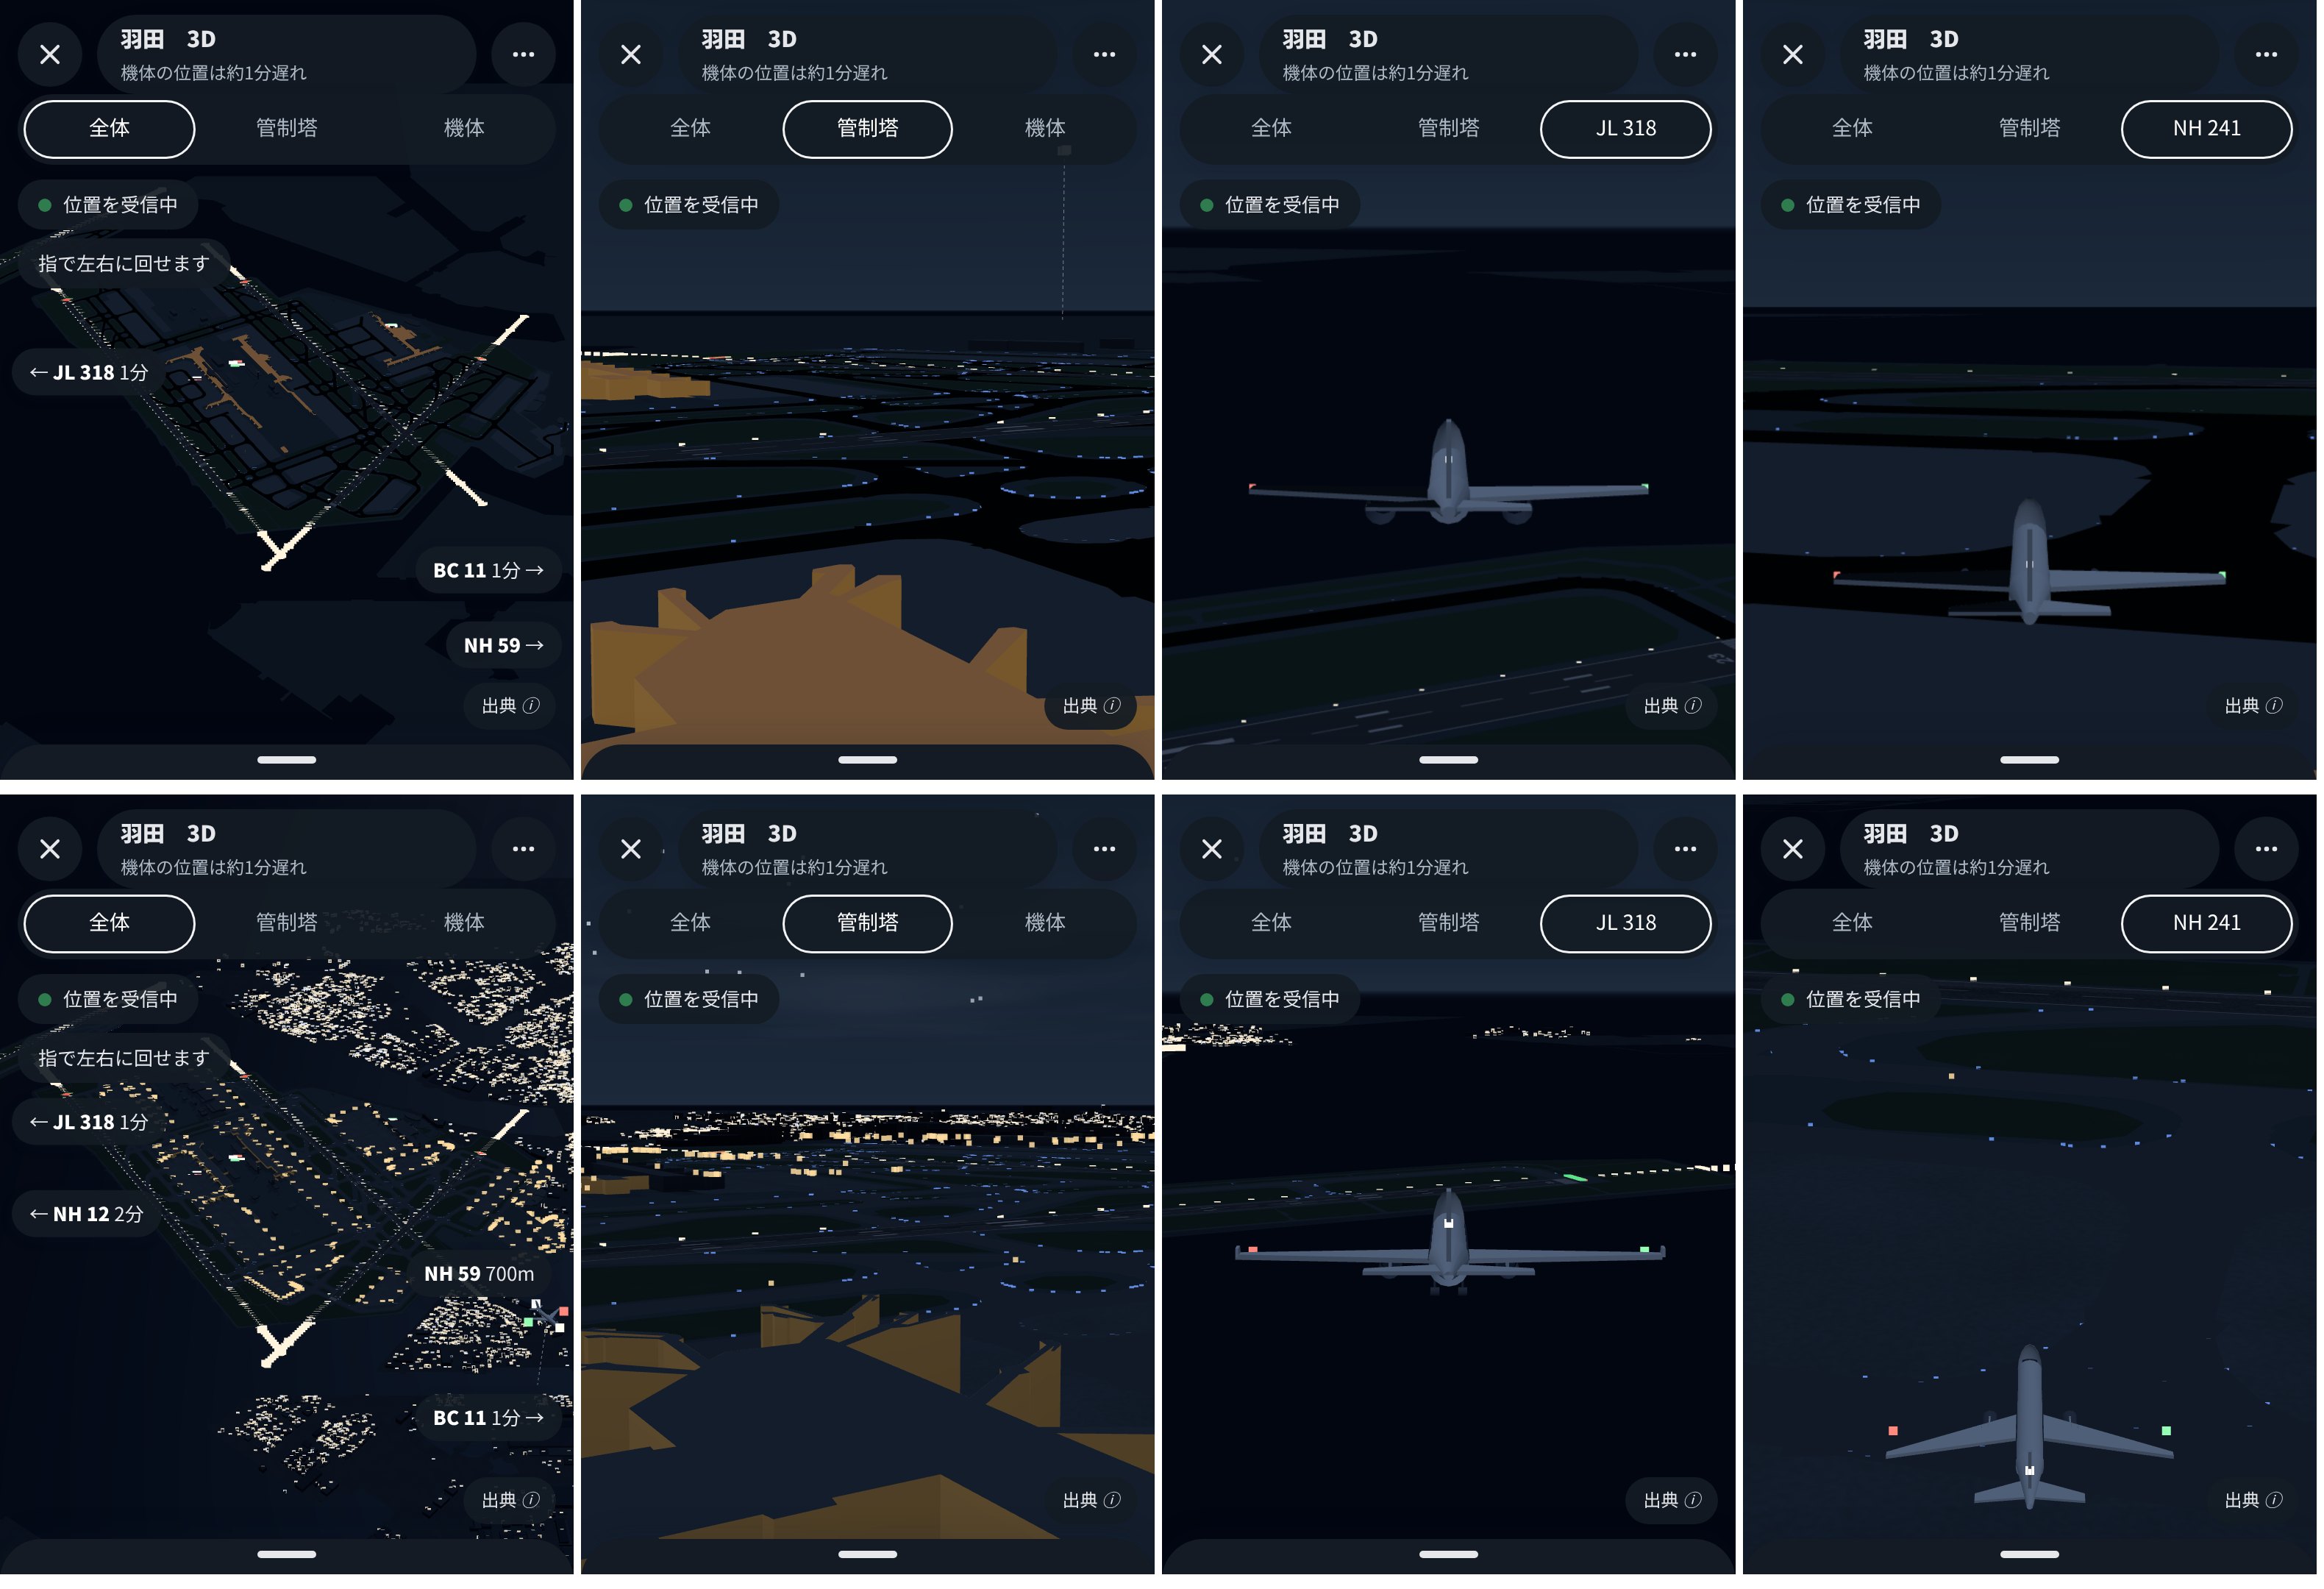 羽田　3D
機体の位置は約1分遅れ
全体
管制塔
機体
位置を受信中
指で左右に回せます
← JL 318 1分
BC 11 1分 →
NH 59 →
出典 ⓘ
羽田　3D
機体の位置は約1分遅れ
全体
管制塔
機体
位置を受信中
出典 ⓘ
羽田　3D
機体の位置は約1分遅れ
全体
管制塔
JL 318
位置を受信中
23
出典 ⓘ
羽田　3D
機体の位置は約1分遅れ
全体
管制塔
NH 241
位置を受信中
出典 ⓘ
羽田　3D
機体の位置は約1分遅れ
全体
管制塔
機体
位置を受信中
指で左右に回せます
← JL 318 1分
← NH 12 2分
NH 59 700m
BC 11 1分 →
出典 ⓘ
羽田　3D
機体の位置は約1分遅れ
全体
管制塔
機体
位置を受信中
出典 ⓘ
羽田　3D
機体の位置は約1分遅れ
全体
管制塔
JL 318
位置を受信中
出典 ⓘ
羽田　3D
機体の位置は約1分遅れ
全体
管制塔
NH 241
位置を受信中
出典 ⓘ